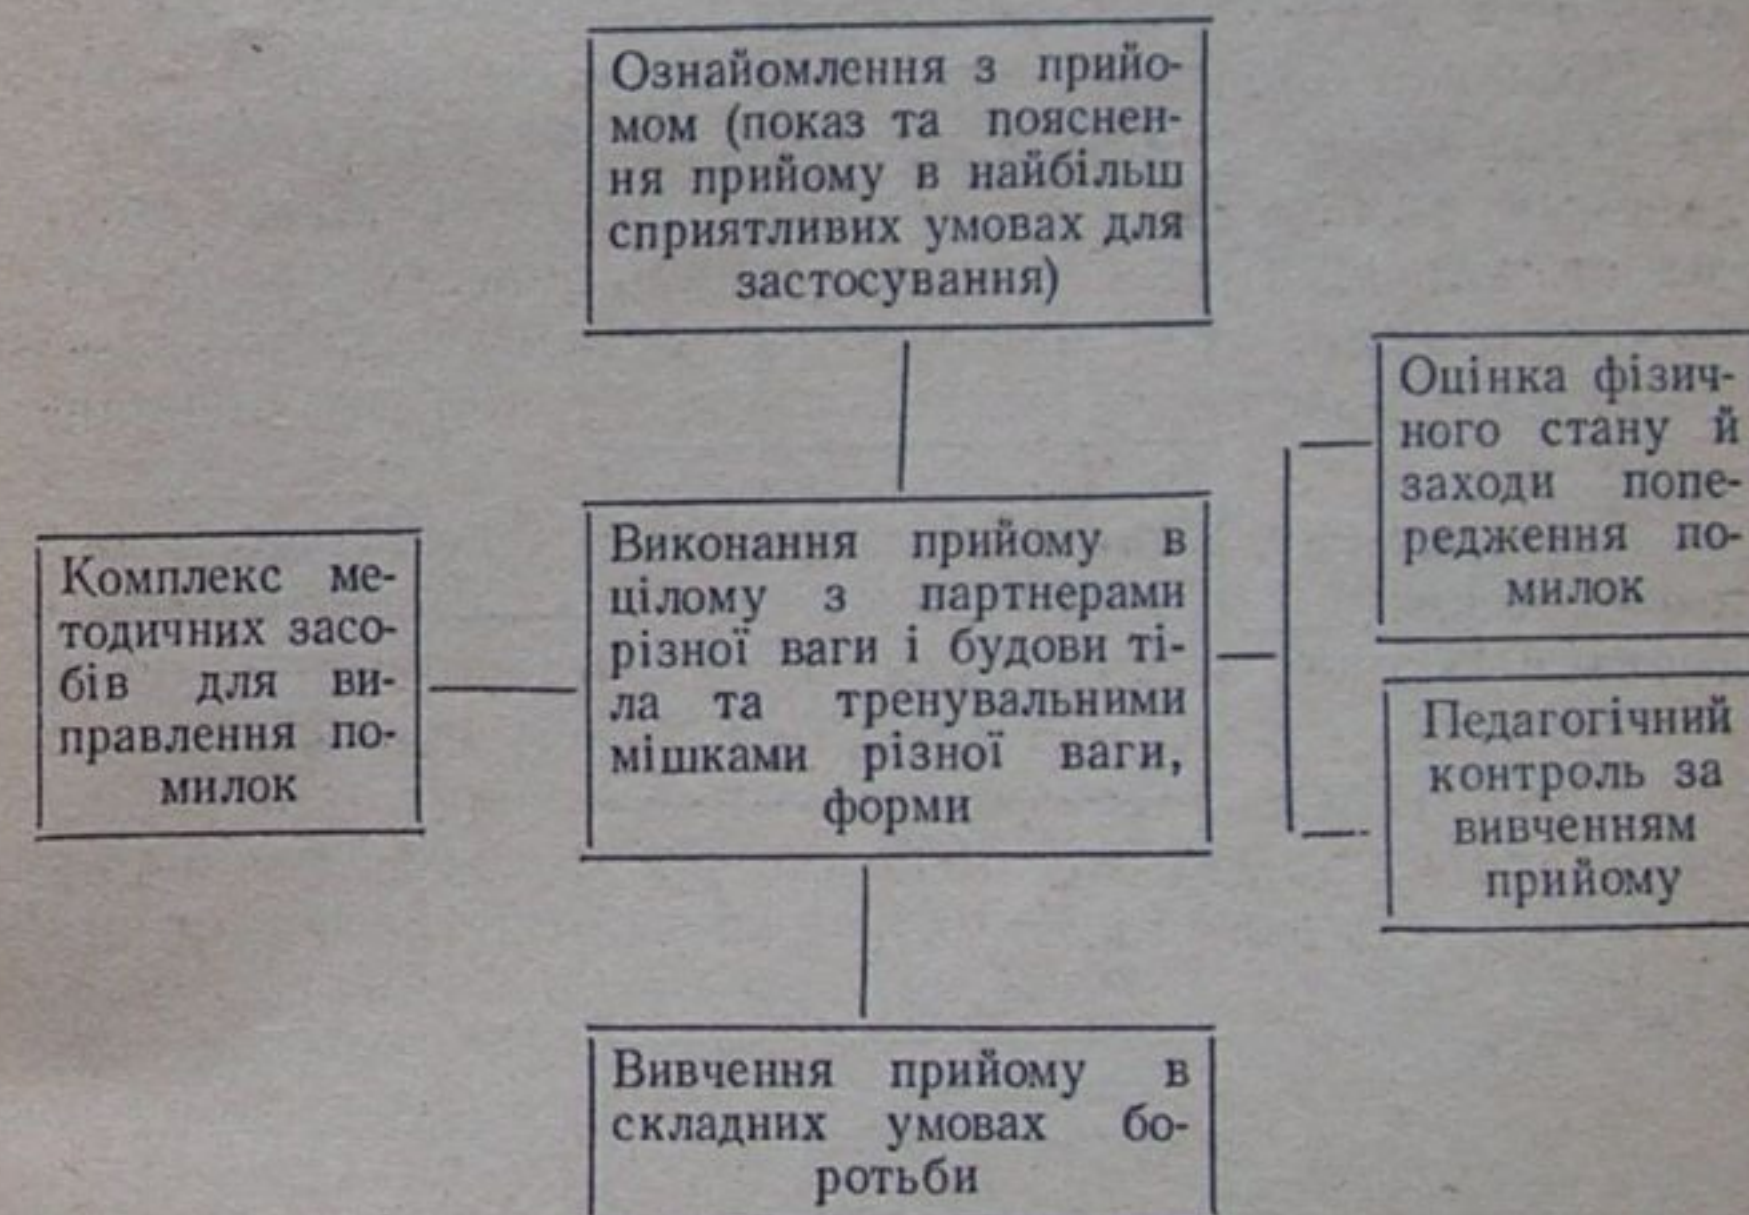 Ознайомлення з прийо-
мом (показ та пояснен-
ня прийому в найбільш
сприятливих умовах для
застосування)
Комплекс ме-
тодичних засо-
бів для ви-
правлення по-
милок
Виконання прийому в
цілому з партнерами
різної ваги і будови ті-
ла та тренувальними
мішками різної ваги,
форми
Оцінка фізич-
ного стану й
заходи попе-
редження по-
милок
Педагогічний
контроль за
вивченням
прийому
Вивчення прийому в
складних умовах бо-
ротьби